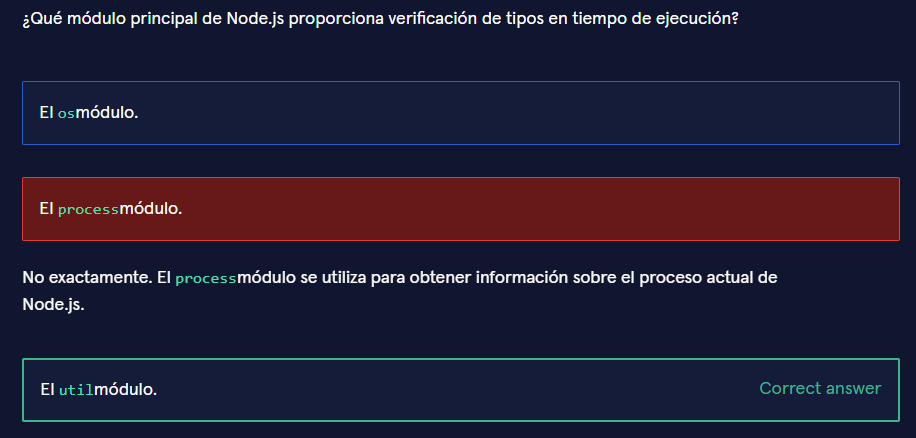 ¿Qué módulo principal de Node.js proporciona verificación de tipos en tiempo de ejecución?
El osmódulo.
El processmódulo.
No exactamente. El processmódulo se utiliza para obtener información sobre el proceso actual de
Node.js.
El utilmódulo.
Correct answer